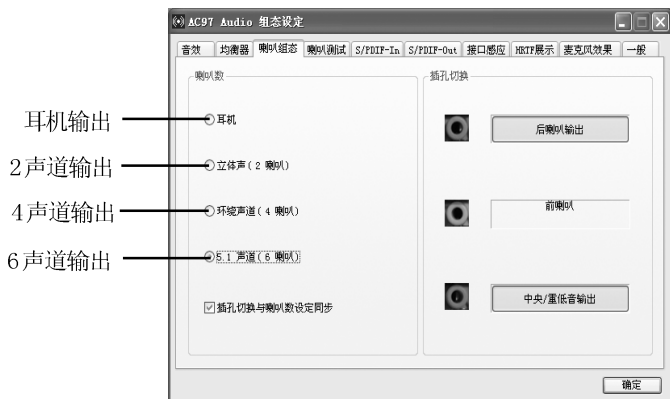 AC97 Audio 组态设定
音效 均衡器 喇叭组态 喇叭测试 S/PDIF-In S/PDIF-Out 接口感应 HRTF展示 麦克风效果 一般
喇叭数
耳机输出
耳机
2声道输出
立体声(2 喇叭)
4声道输出
环绕声道(4 喇叭)
6声道输出
5.1 声道(6 喇叭)
插孔切换与喇叭数设定同步
插孔切换
后喇叭输出
前喇叭
中央/重低音输出
确定